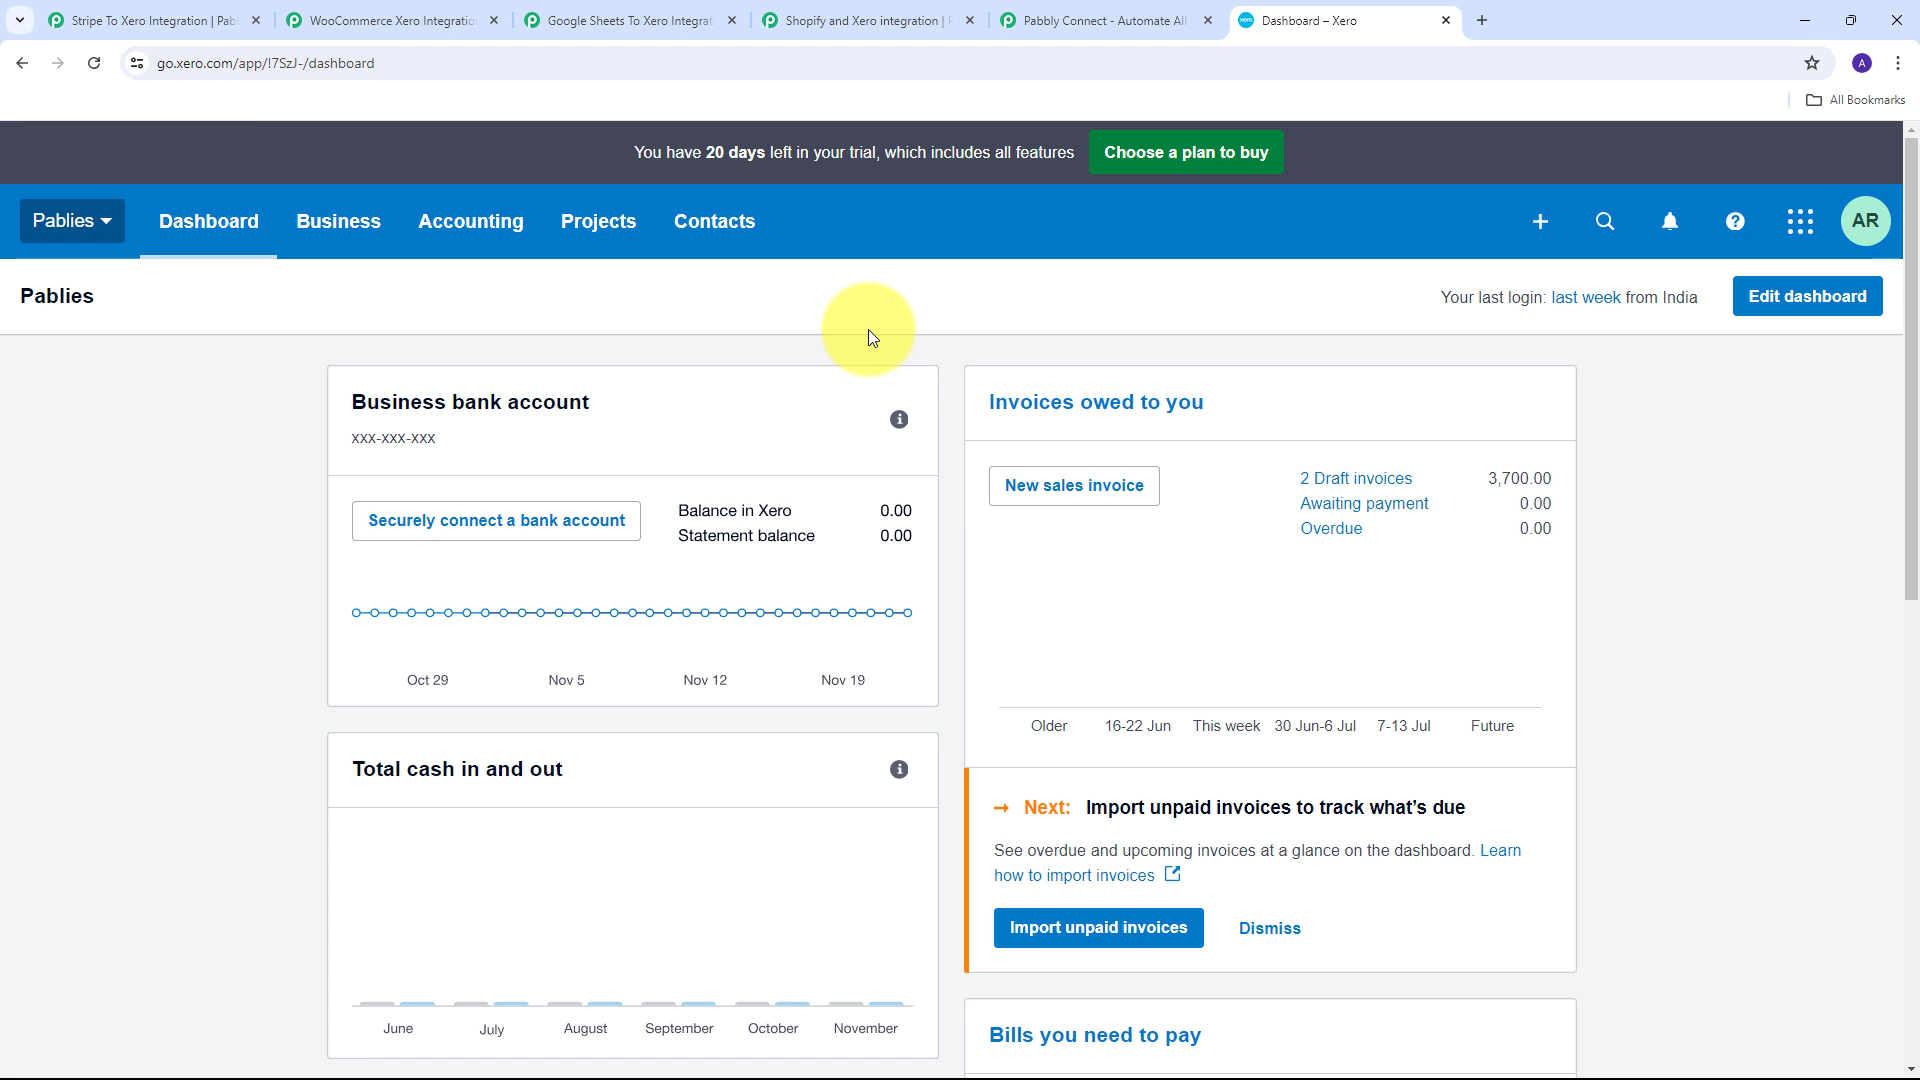 Stripe To Xero Integration | Pab
WooCommerce Xero Integratio
Google Sheets To Xero Integrat
Shopify and Xero integration |
Pabbly Connect - Automate All
xero
Dashboard – Xero
go.xero.com/app/!7SzJ-/dashboard
A
All Bookmarks
You have 20 days left in your trial, which includes all features
Choose a plan to buy
Pablies
Dashboard
Business
Accounting
Projects
Contacts
AR
Pablies
Your last login: last week from India
Edit dashboard
Business bank account
XXX-XXX-XXX
Securely connect a bank account
Balance in Xero 0.00
Statement balance 0.00
Oct 29 Nov 5 Nov 12 Nov 19
Total cash in and out
June July August September October November
Invoices owed to you
New sales invoice
2 Draft invoices 3,700.00
Awaiting payment 0.00
Overdue 0.00
Older 16-22 Jun This week 30 Jun-6 Jul 7-13 Jul Future
→ Next: Import unpaid invoices to track what’s due
See overdue and upcoming invoices at a glance on the dashboard. Learn
how to import invoices
Import unpaid invoices
Dismiss
Bills you need to pay